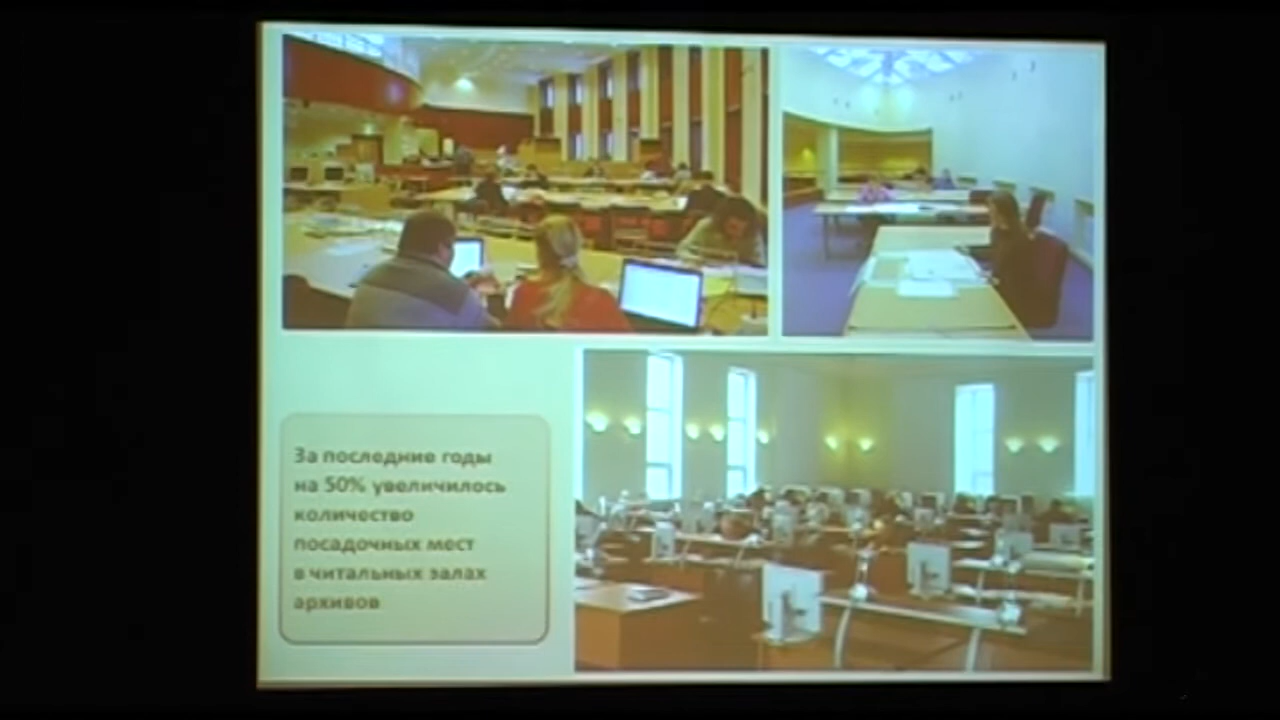 За последние годы
на 50% увеличилось
количество
посадочных мест
в читальных залах
архивов